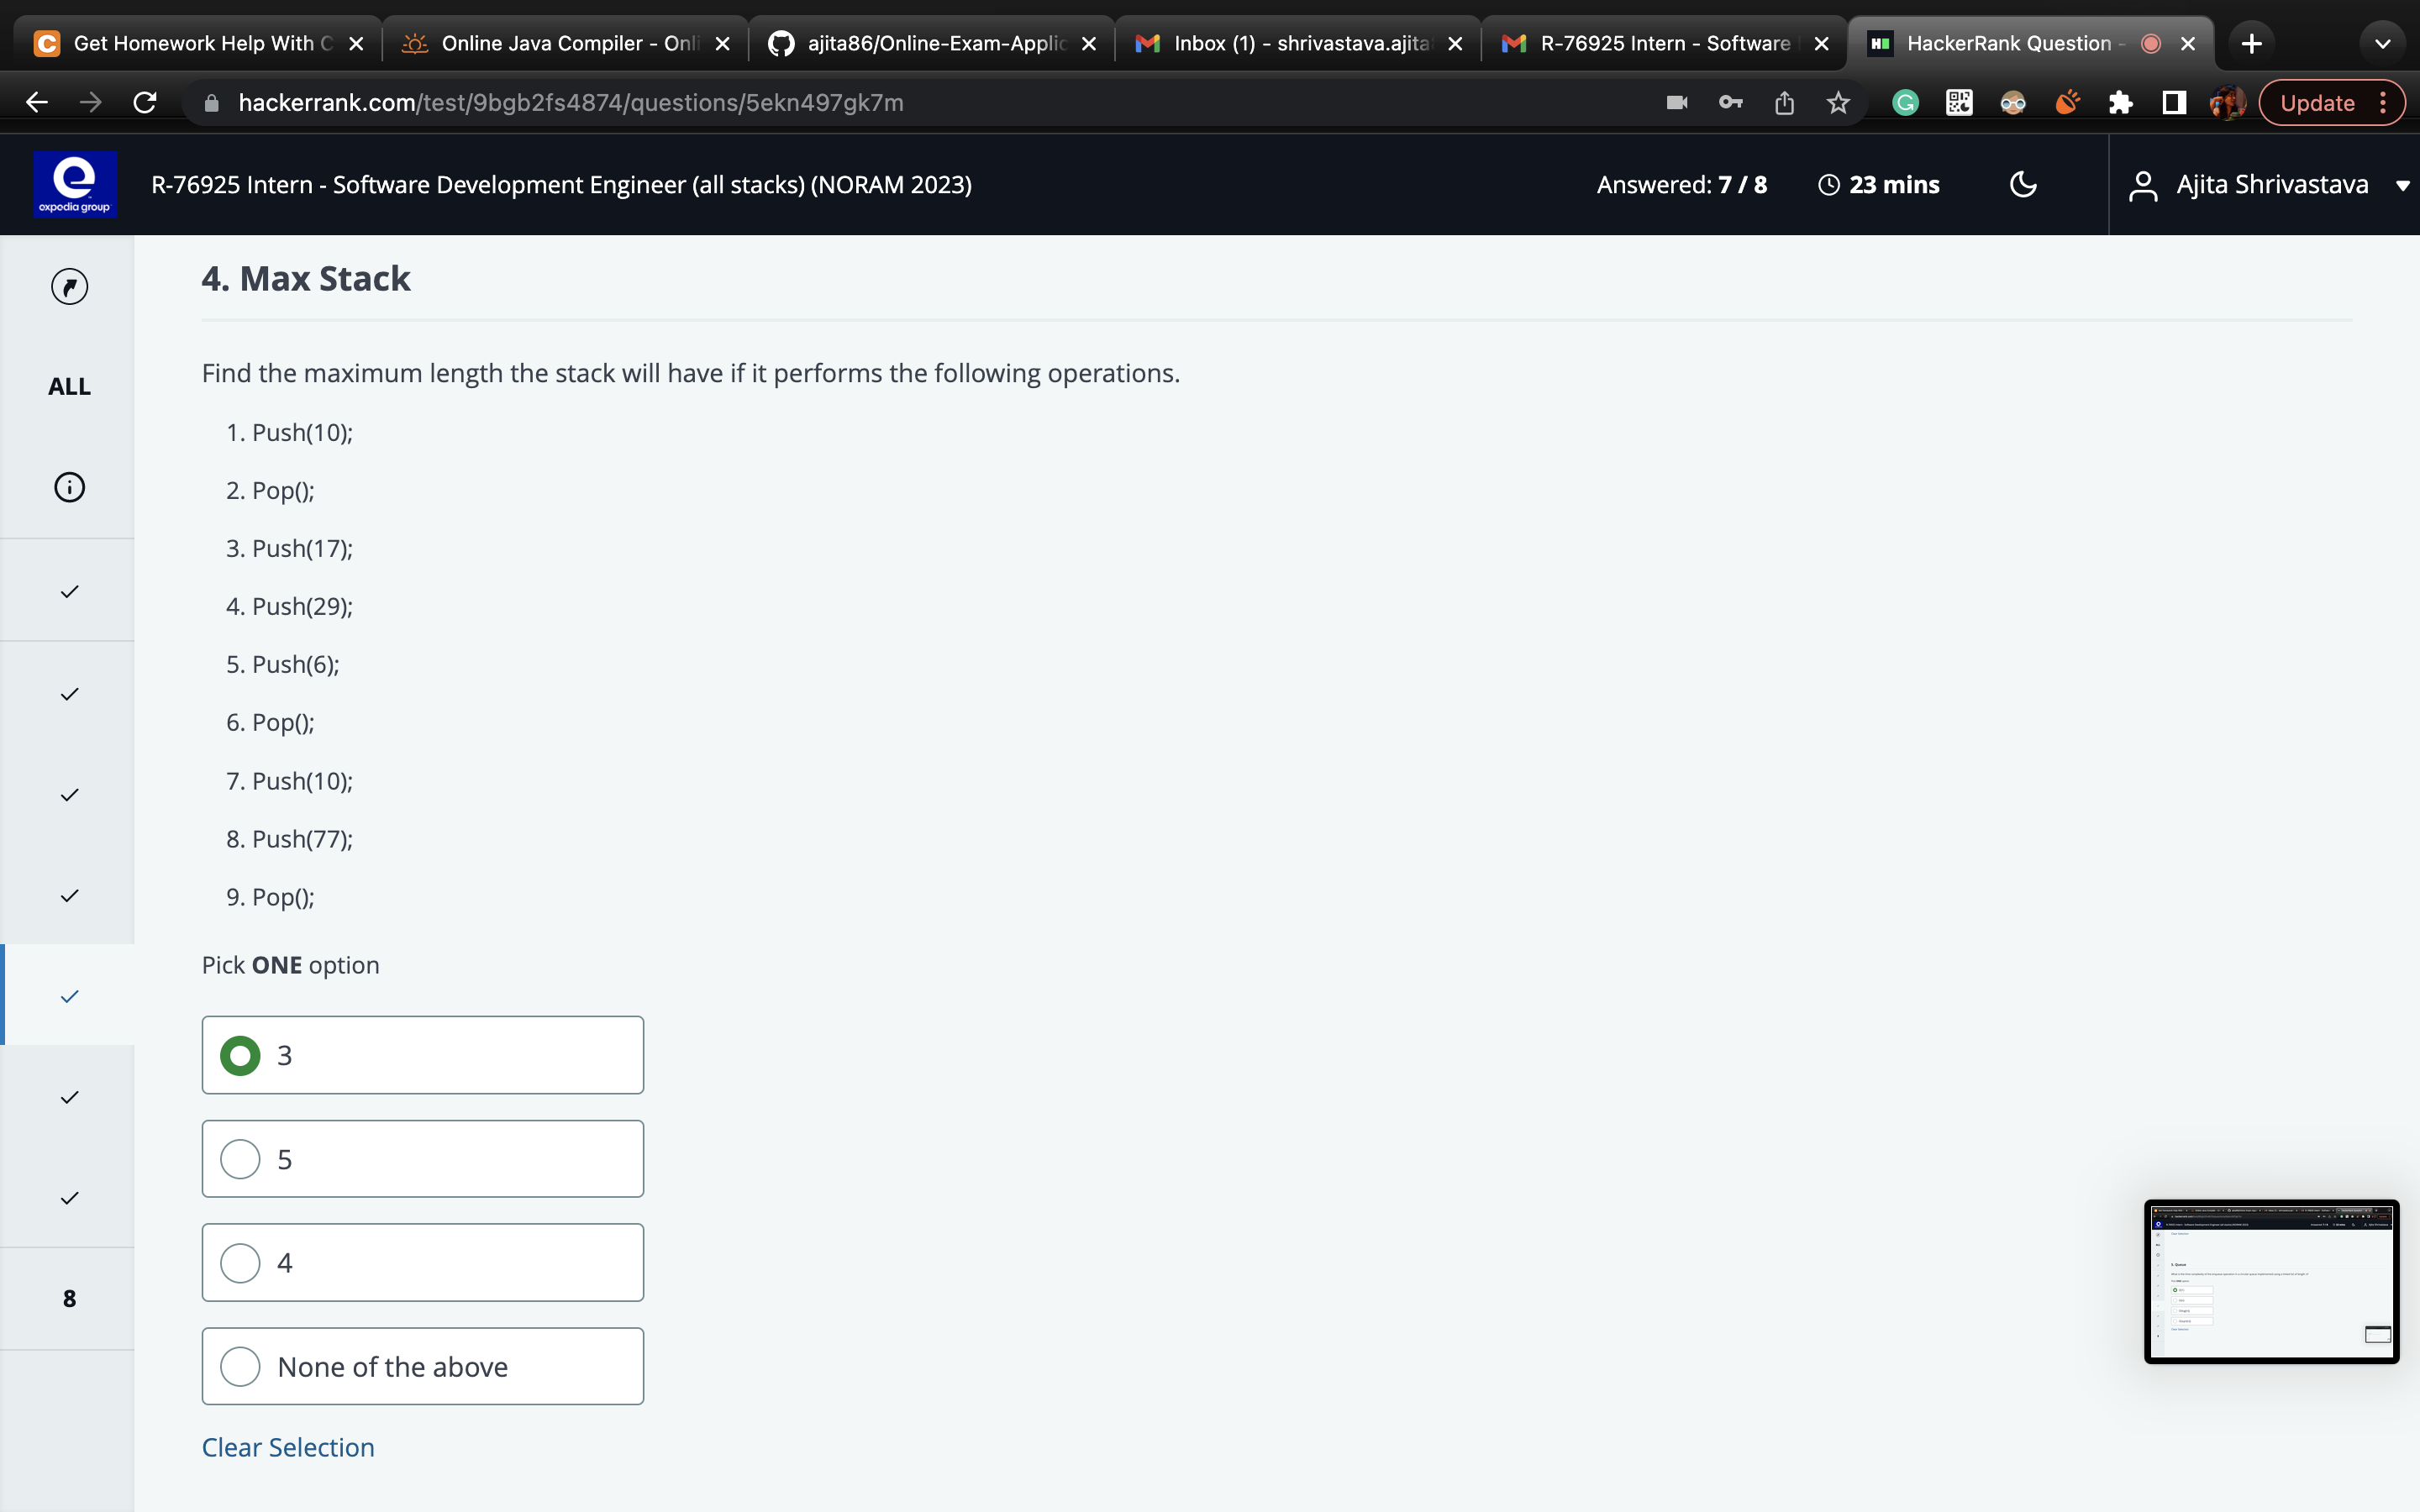 Get Homework Help With C
Online Java Compiler - Onli
ajita86/Online-Exam-Applic
Inbox (1) - shrivastava.ajita
R-76925 Intern - Software
HackerRank Question -
hackerrank.com/test/9bgb2fs4874/questions/5ekn497gk7m
Update
expedia group
R-76925 Intern - Software Development Engineer (all stacks) (NORAM 2023)
Answered: 7 / 8
23 mins
Ajita Shrivastava
ALL
8
4. Max Stack
Find the maximum length the stack will have if it performs the following operations.
1. Push(10);
2. Pop();
3. Push(17);
4. Push(29);
5. Push(6);
6. Pop();
7. Push(10);
8. Push(77);
9. Pop();
Pick ONE option
3
5
4
None of the above
Clear Selection